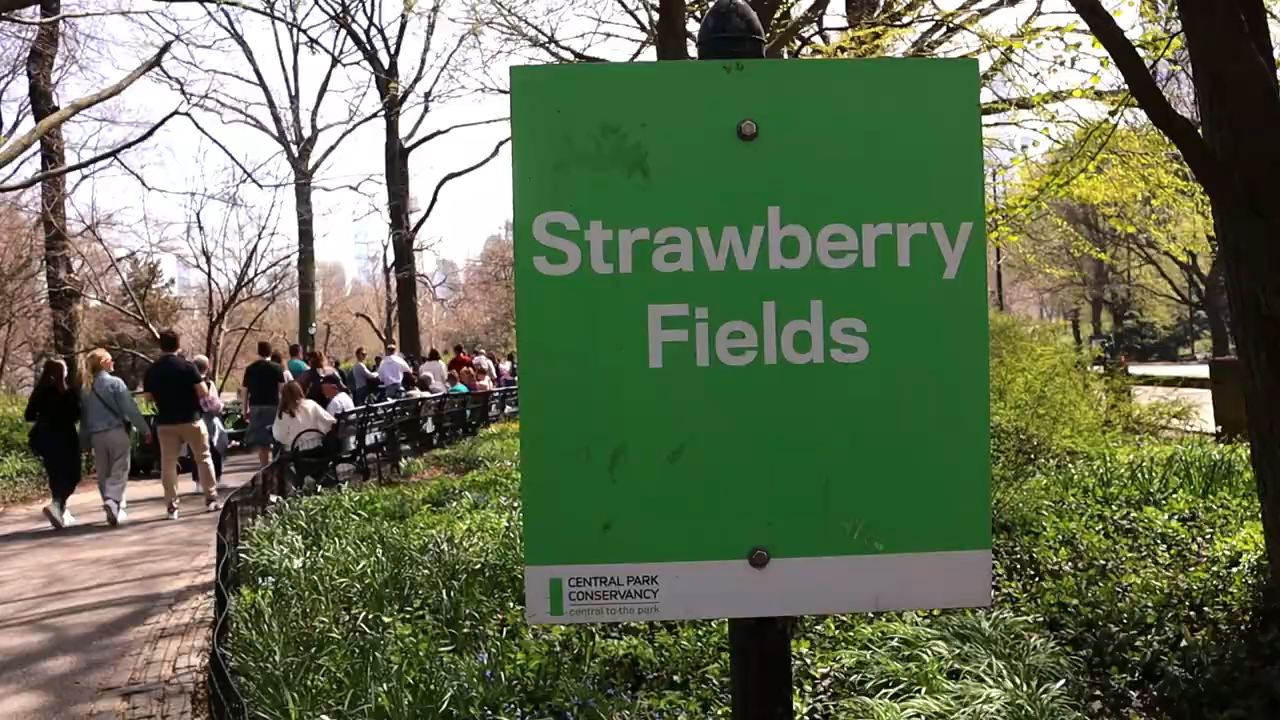 Strawberry
Fields
CENTRAL PARK
CONSERVANCY
central to the park